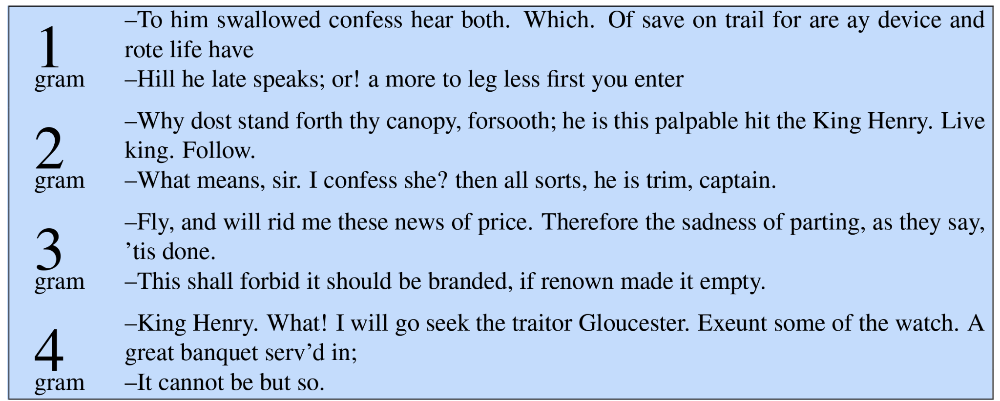 1
gram
–To him swallowed confess hear both. Which. Of save on trail for are ay device and
rote life have
–Hill he late speaks; or! a more to leg less first you enter
2
gram
–Why dost stand forth thy canopy, forsooth; he is this palpable hit the King Henry. Live
king. Follow.
–What means, sir. I confess she? then all sorts, he is trim, captain.
3
gram
–Fly, and will rid me these news of price. Therefore the sadness of parting, as they say,
’tis done.
–This shall forbid it should be branded, if renown made it empty.
4
gram
–King Henry. What! I will go seek the traitor Gloucester. Exeunt some of the watch. A
great banquet serv’d in;
–It cannot be but so.